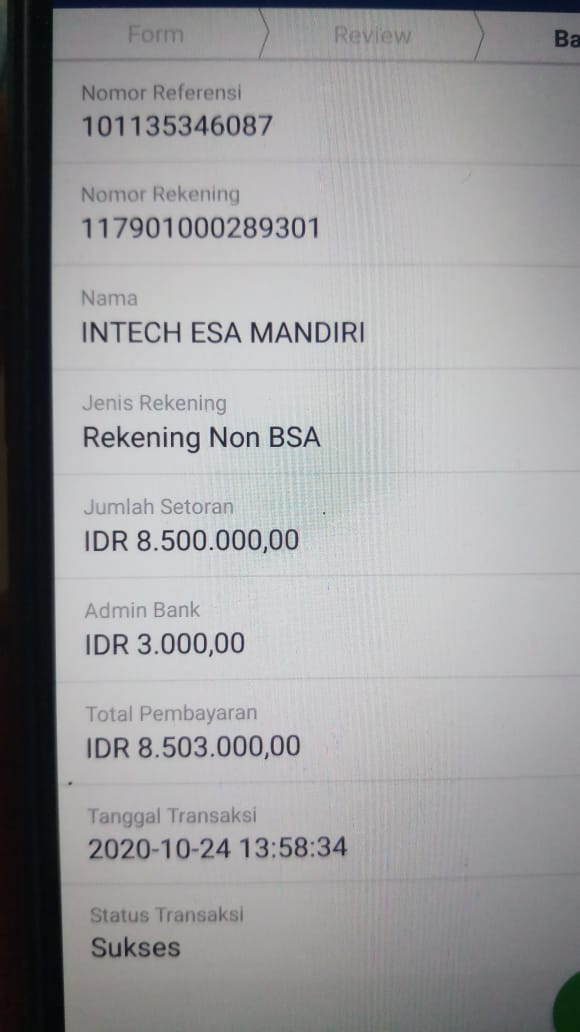 Form
Review
Nomor Referensi
101135346087
Nomor Rekening
117901000289301
Nama
INTECH ESA MANDIRI
Jenis Rekening
Rekening Non BSA
Jumlah Setoran
IDR 8.500.000,00
Admin Bank
IDR 3.000,00
Total Pembayaran
IDR 8.503.000,00
Tanggal Transaksi
2020-10-24 13:58:34
Status Transaksi
Sukses